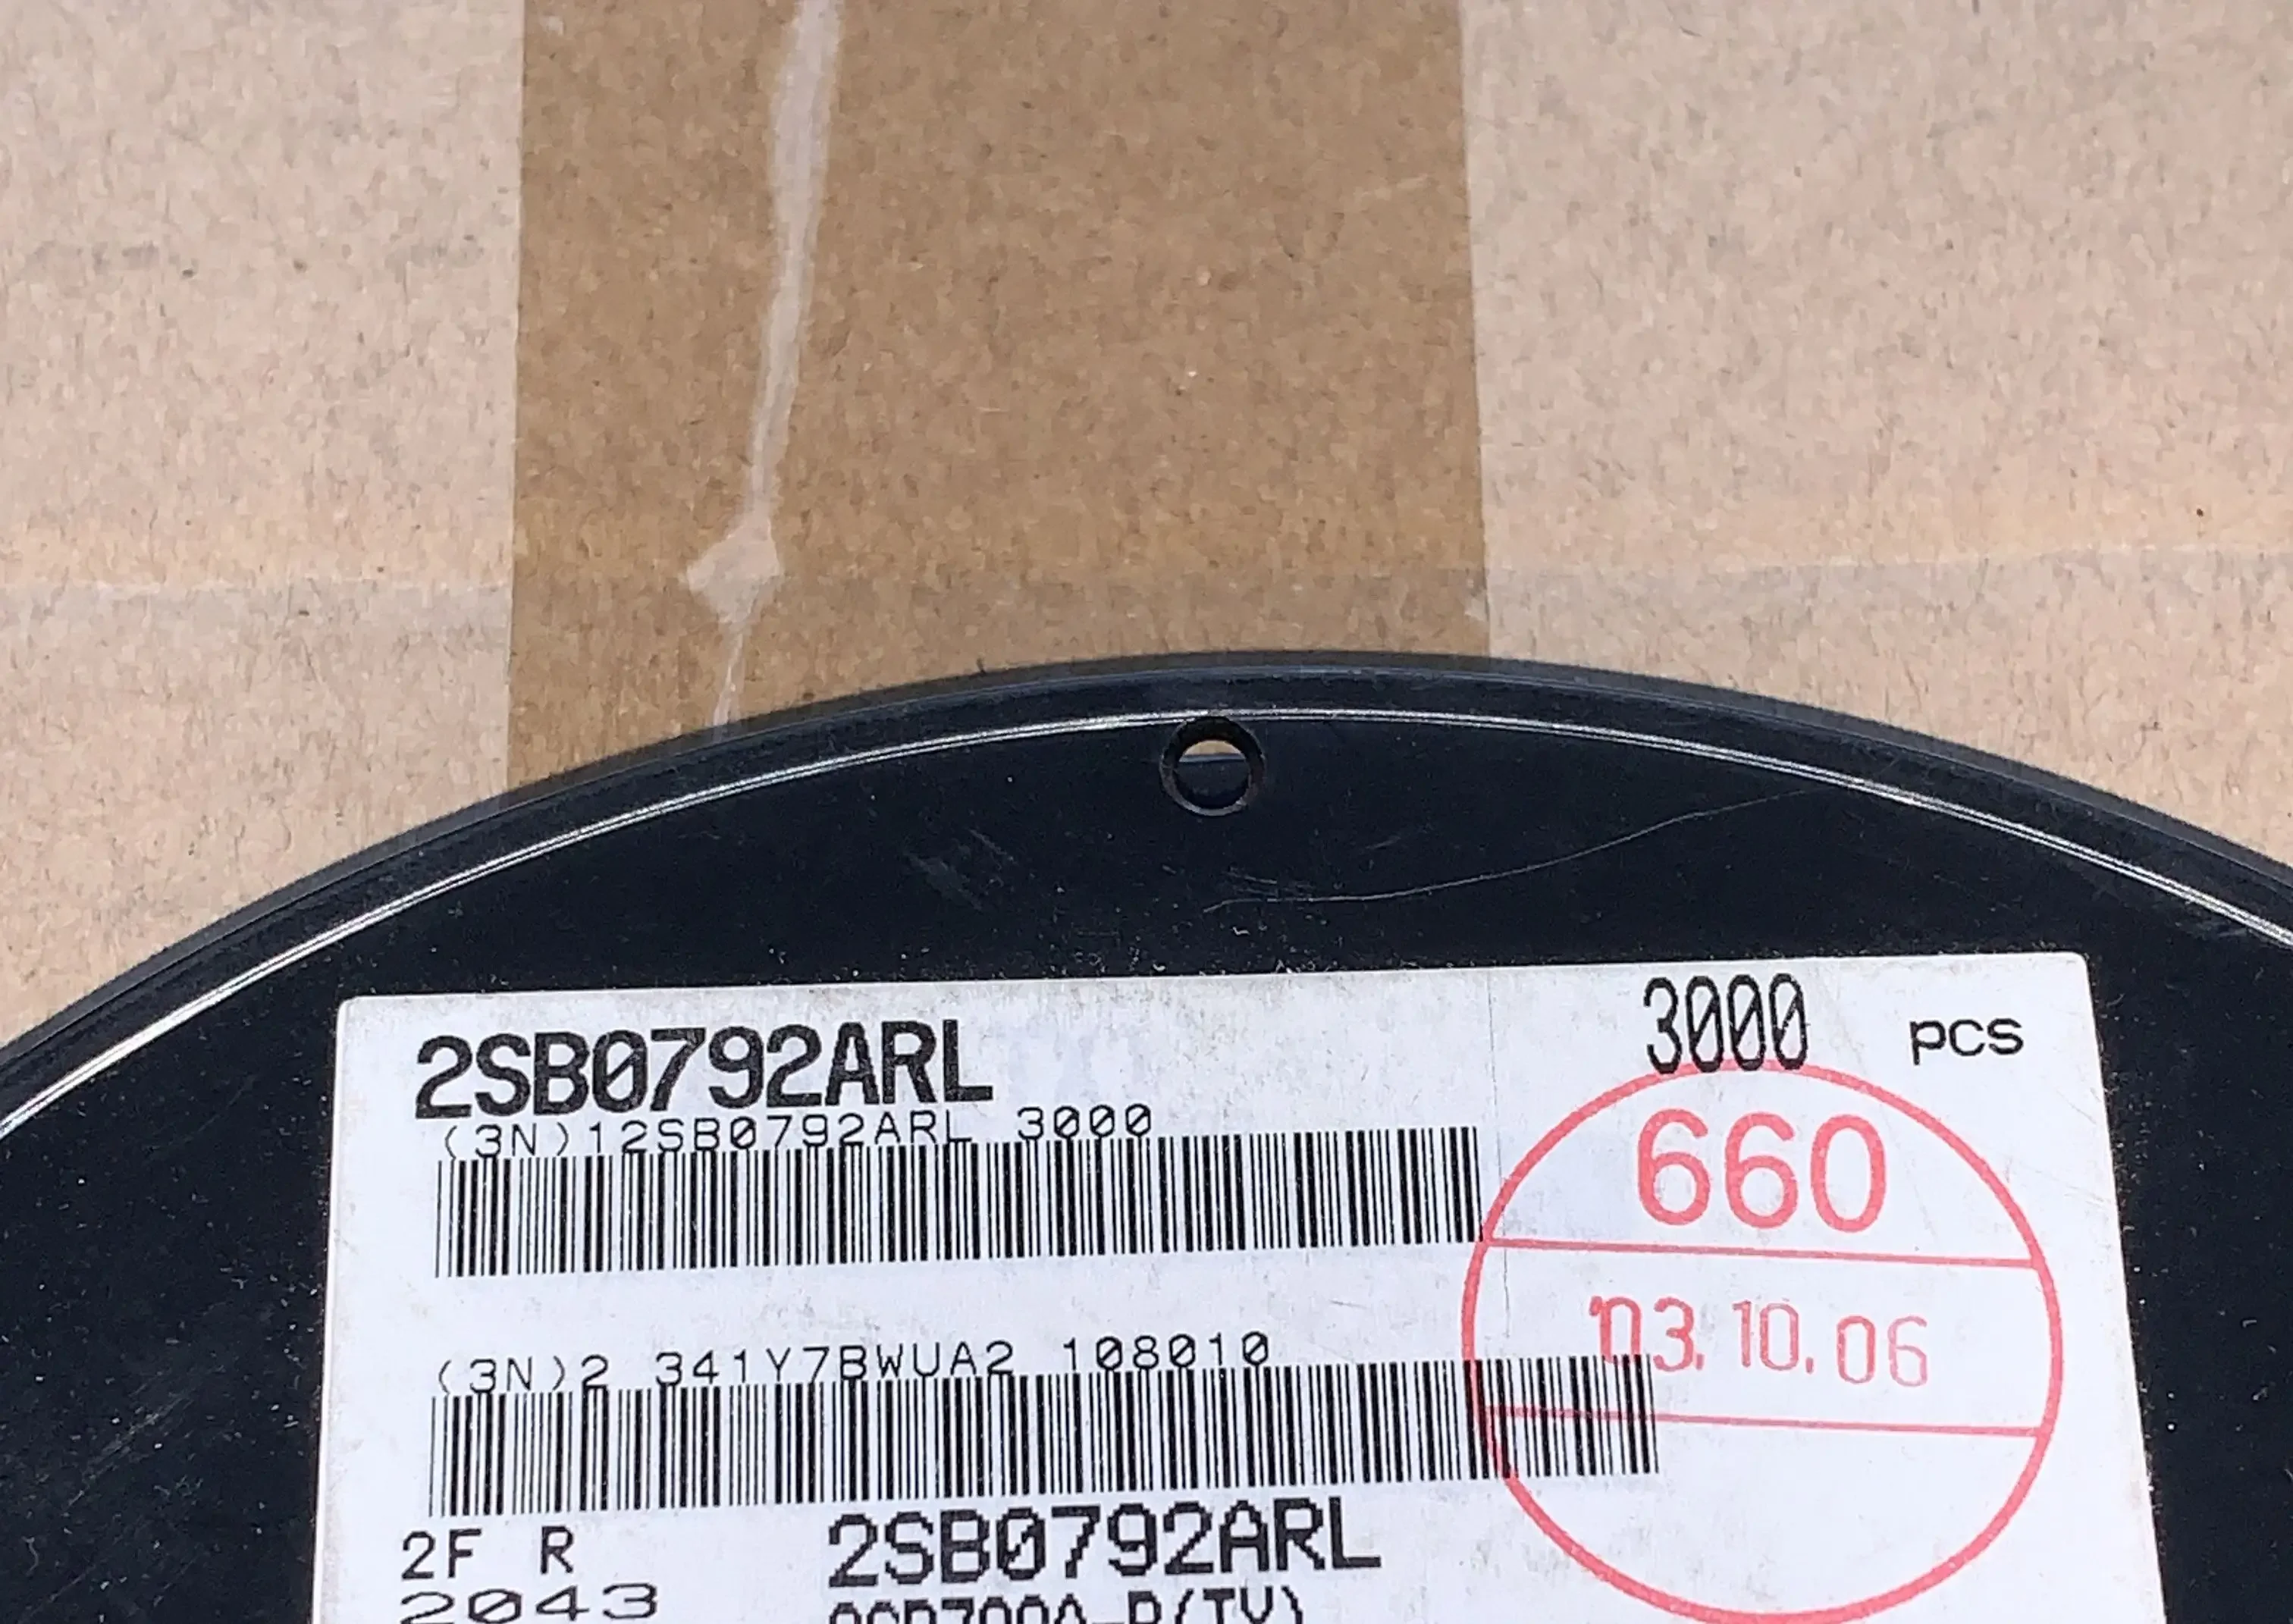 2SB0792ARL
3000 pcs
(3N)12SB0792ARL 3000
660
03.10.06
(3N)2 341Y7BWUA2 108010
2F R
2SB0792ARL
2043